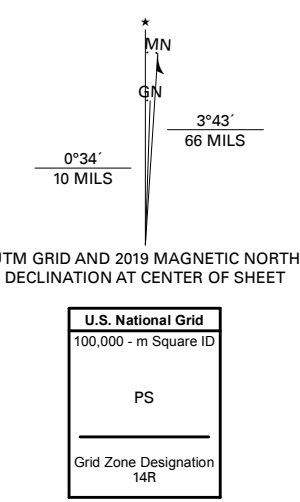 MN
GN
3°43´
66 MILS
0°34´
10 MILS
UTM GRID AND 2019 MAGNETIC NORTH
DECLINATION AT CENTER OF SHEET
U.S. National Grid
100,000 - m Square ID
PS
Grid Zone Designation
14R